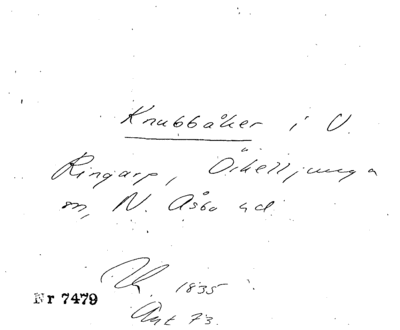 Knubbåker i V.
Ringarp, Örkelljunga
sn, N. Åsbo hd
1835
Akt 73.
Nr 7479